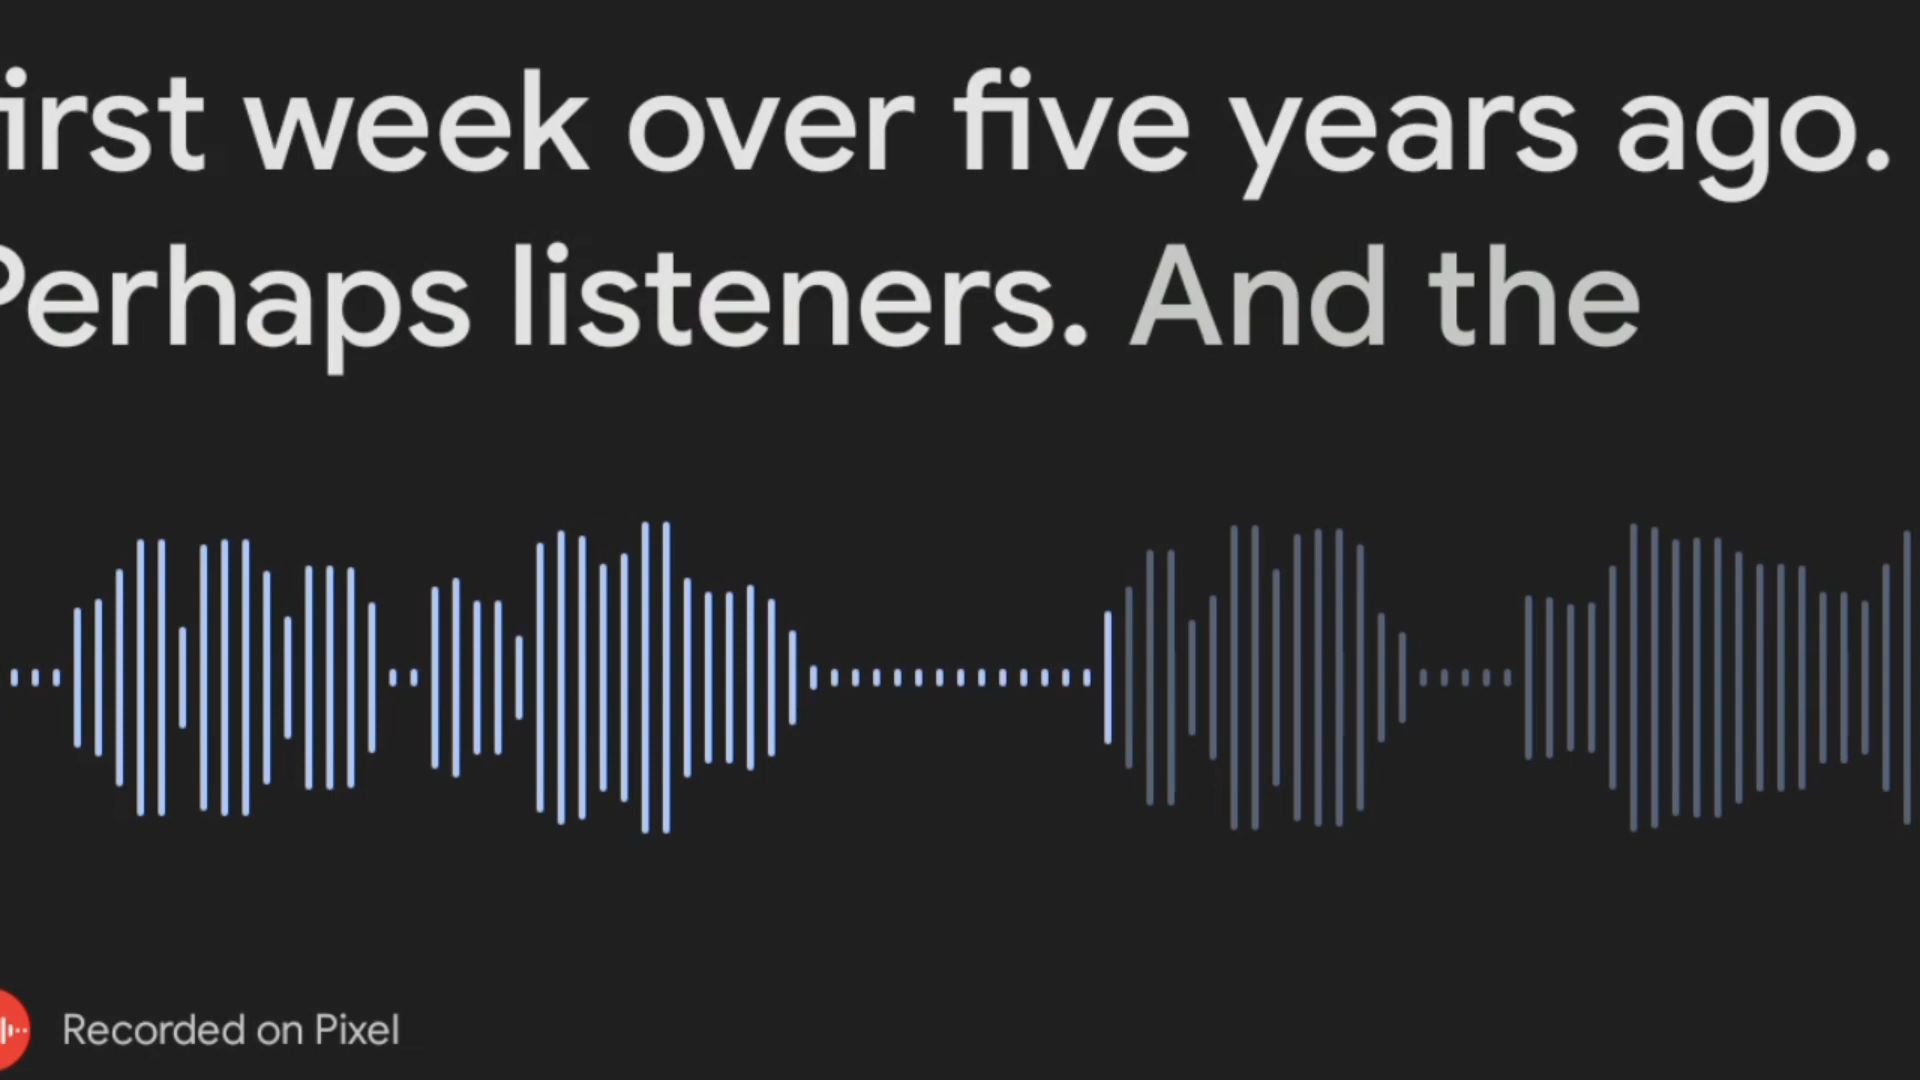 irst week over five years ago.
Perhaps listeners. And the
Recorded on Pixel